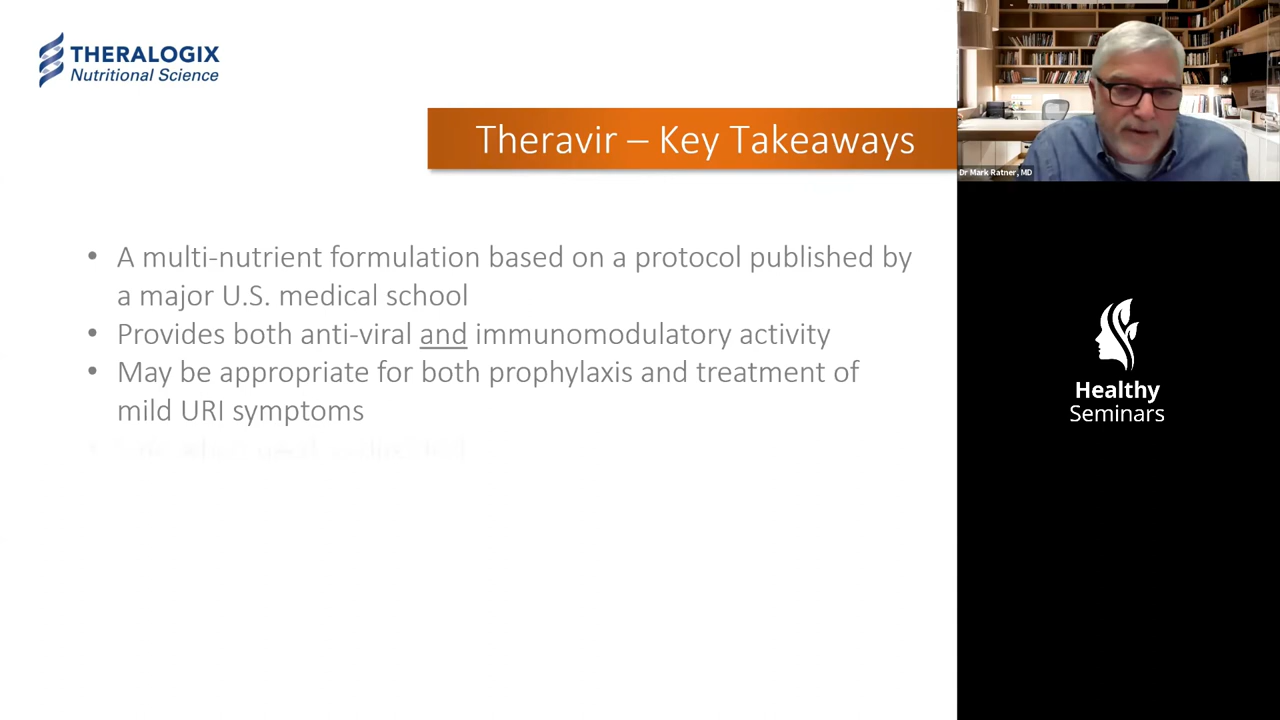 THERALOGIX
Nutritional Science
Theravir – Key Takeaways
Dr Mark Ratner, MD
• A multi-nutrient formulation based on a protocol published by
a major U.S. medical school
• Provides both anti-viral and immunomodulatory activity
• May be appropriate for both prophylaxis and treatment of
mild URI symptoms
Healthy
Seminars